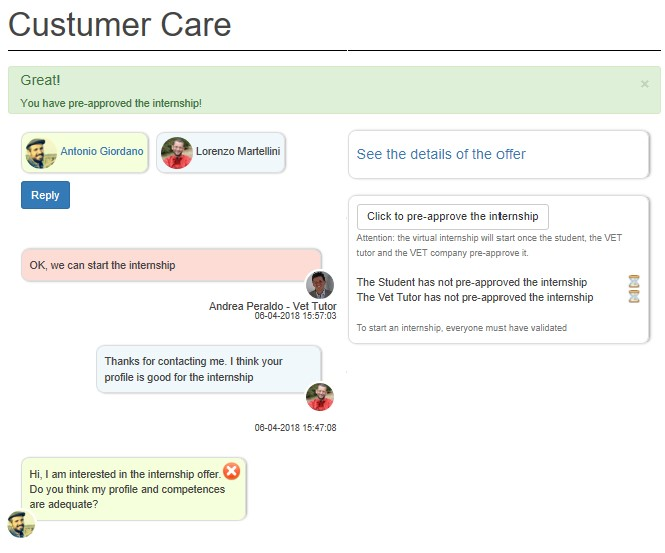 Custumer Care
Great!
×
You have pre-approved the internship!
Antonio Giordano
Lorenzo Martellini
Reply
OK, we can start the internship
Andrea Peraldo - Vet Tutor
06-04-2018 15:57:03
Thanks for contacting me. I think your
profile is good for the internship
06-04-2018 15:47:08
Hi, I am interested in the internship offer.
Do you think my profile and competences
are adequate?
See the details of the offer
Click to pre-approve the internship
Attention: the virtual internship will start once the student, the VET
tutor and the VET company pre-approve it.
The Student has not pre-approved the internship
The Vet Tutor has not pre-approved the internship
To start an internship, everyone must have validated